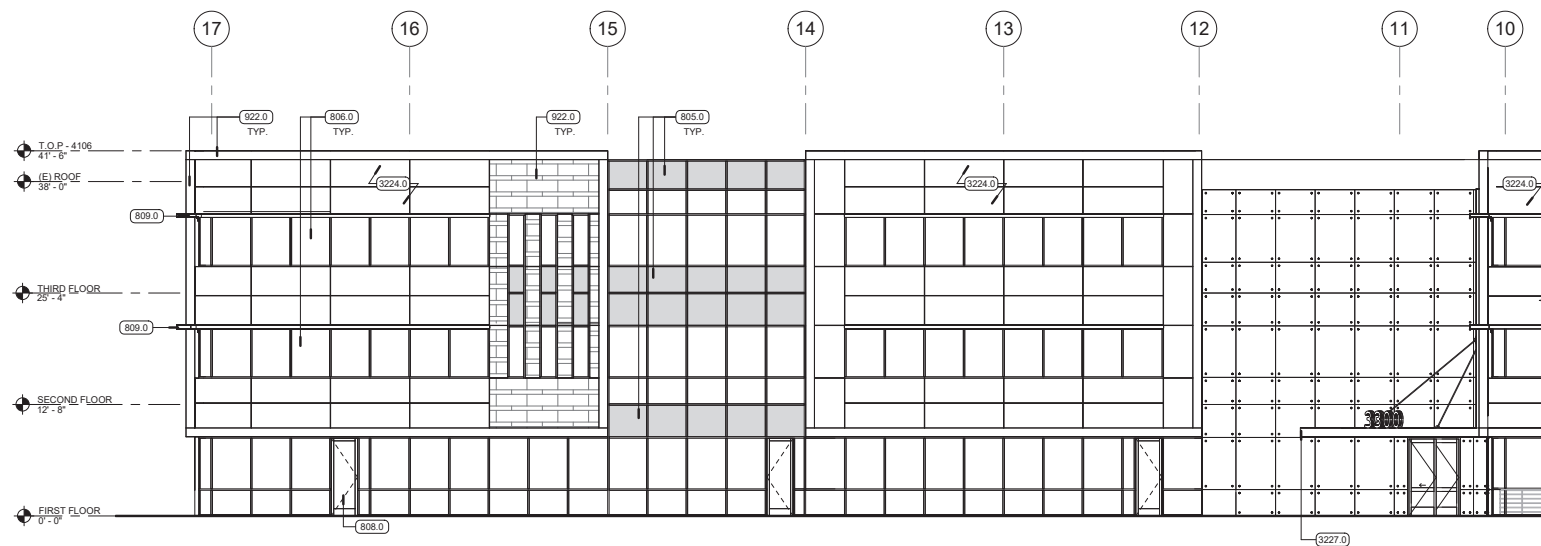 17
16
15
14
13
12
11
10
922.0
TYP.
806.0
TYP.
922.0
TYP.
805.0
TYP.
T.O.P - 4106
41' - 6"
(E) ROOF
38' - 0"
3224.0
3224.0
3224.0
809.0
THIRD FLOOR
25' - 4"
809.0
SECOND FLOOR
12' - 8"
3300
FIRST FLOOR
0' - 0"
808.0
3227.0